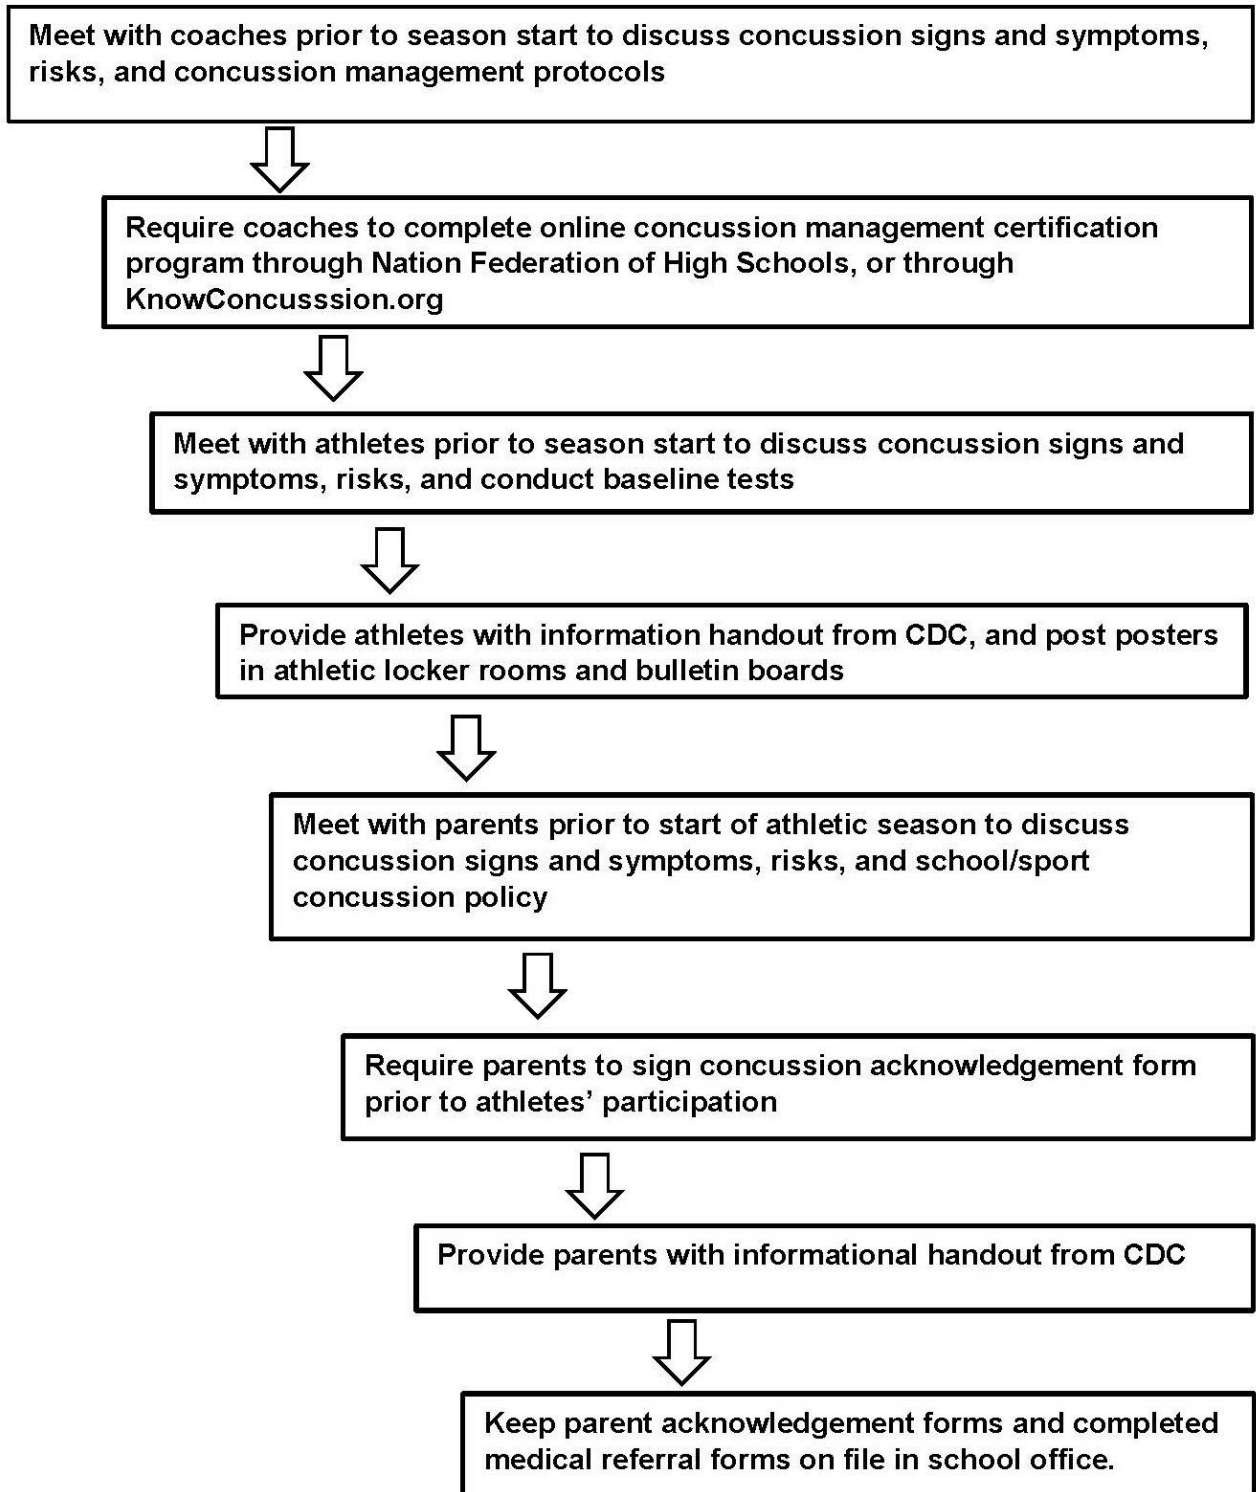 Meet with coaches prior to season start to discuss concussion signs and symptoms,
risks, and concussion management protocols
Require coaches to complete online concussion management certification
program through Nation Federation of High Schools, or through
KnowConcusssion.org
Meet with athletes prior to season start to discuss concussion signs and
symptoms, risks, and conduct baseline tests
Provide athletes with information handout from CDC, and post posters
in athletic locker rooms and bulletin boards
Meet with parents prior to start of athletic season to discuss
concussion signs and symptoms, risks, and school/sport
concussion policy
Require parents to sign concussion acknowledgement form
prior to athletes’ participation
Provide parents with informational handout from CDC
Keep parent acknowledgement forms and completed
medical referral forms on file in school office.